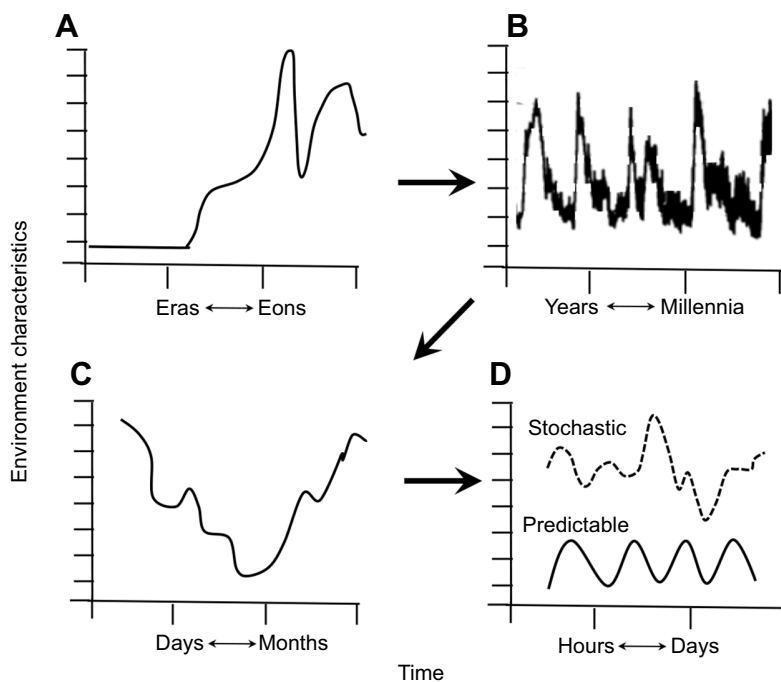 A
B
Environment characteristics
Eras ⟷ Eons
Years ⟷ Millennia
C
D
Stochastic
Predictable
Days ⟷ Months
Hours ⟷ Days
Time